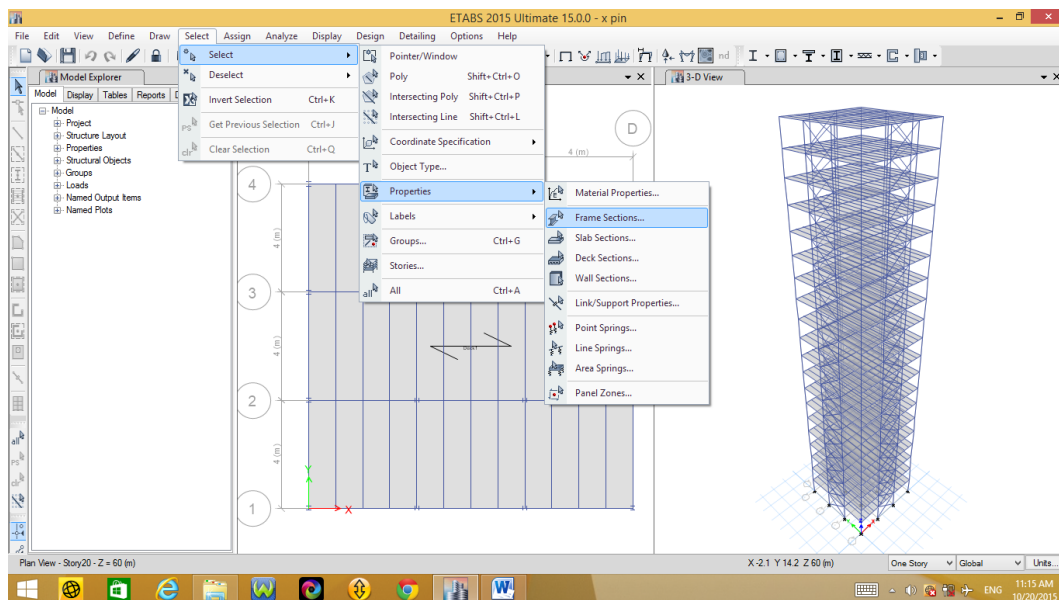 ETABS 2015 Ultimate 15.0.0 - x pin
File Edit View Define Draw Select Assign Analyze Display Design Detailing Options Help
nd
Model Explorer
Model Display Tables Reports
Model
Project
Structure Layout
Properties
Structural Objects
Groups
Loads
Named Output Items
Named Plots
Select
Deselect
Invert Selection Ctrl+K
Get Previous Selection Ctrl+J
Clear Selection Ctrl+Q
Pointer/Window
Poly Shift+Ctrl+O
Intersecting Poly Shift+Ctrl+P
Intersecting Line Shift+Ctrl+L
Coordinate Specification
Object Type...
Properties
Labels
Groups... Ctrl+G
Stories...
All Ctrl+A
Material Properties...
Frame Sections...
Slab Sections...
Deck Sections...
Wall Sections...
Link/Support Properties...
Point Springs...
Line Springs...
Area Springs...
Panel Zones...
3-D View
D
4 (m)
4
4 (m)
3
4 (m)
Deck1
2
4 (m)
1
Y
X
all
PS
clr
Plan View - Story20 - Z = 60 (m)
X -2.1 Y 14.2 Z 60 (m)
One Story
Global
Units...
ENG
11:15 AM
10/20/2015